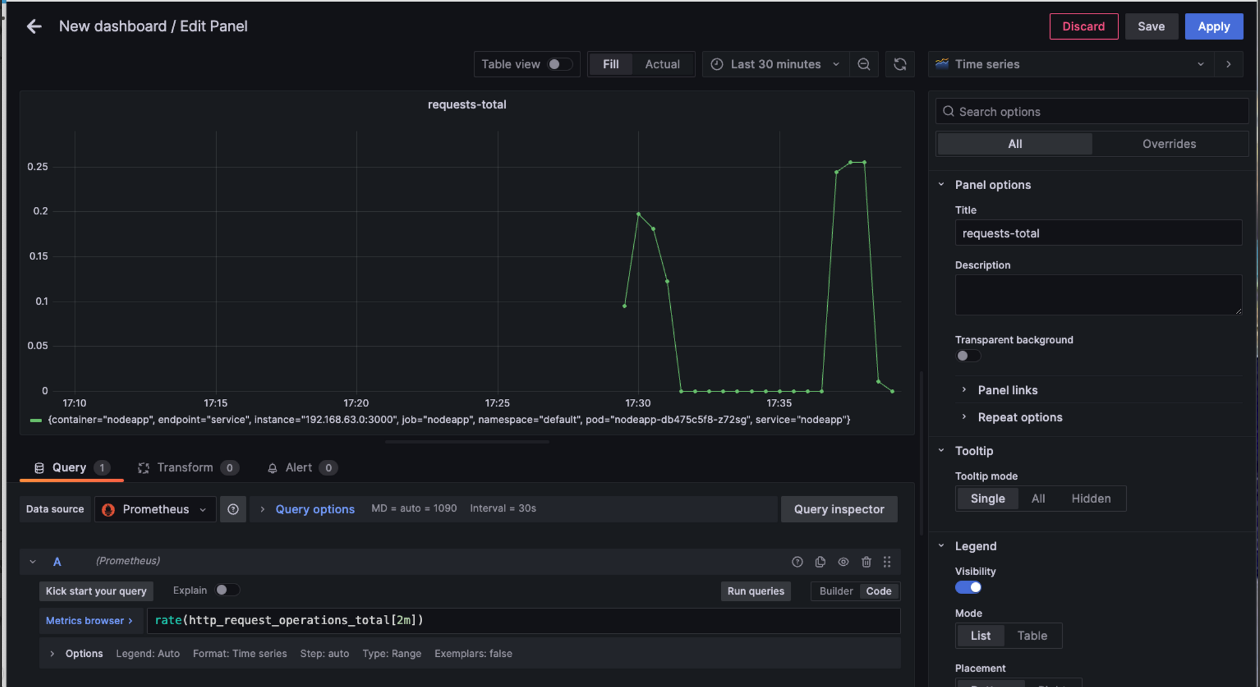 New dashboard / Edit Panel
Discard Save Apply
Table view Fill Actual Last 30 minutes Time series
requests-total
0.25
0.2
0.15
0.1
0.05
0
17:10 17:15 17:20 17:25 17:30 17:35
{container="nodeapp", endpoint="service", instance="192.168.63.0:3000", job="nodeapp", namespace="default", pod="nodeapp-db475c5f8-z72sg", service="nodeapp"}
Query 1 Transform 0 Alert 0
Data source Prometheus Query options MD = auto = 1090 Interval = 30s Query inspector
A (Prometheus)
Kick start your query Explain Run queries Builder Code
Metrics browser > rate(http_request_operations_total[2m])
Options Legend: Auto Format: Time series Step: auto Type: Range Exemplars: false
Search options
All Overrides
Panel options
Title
requests-total
Description
Transparent background
Panel links
Repeat options
Tooltip
Tooltip mode
Single All Hidden
Legend
Visibility
Mode
List Table
Placement